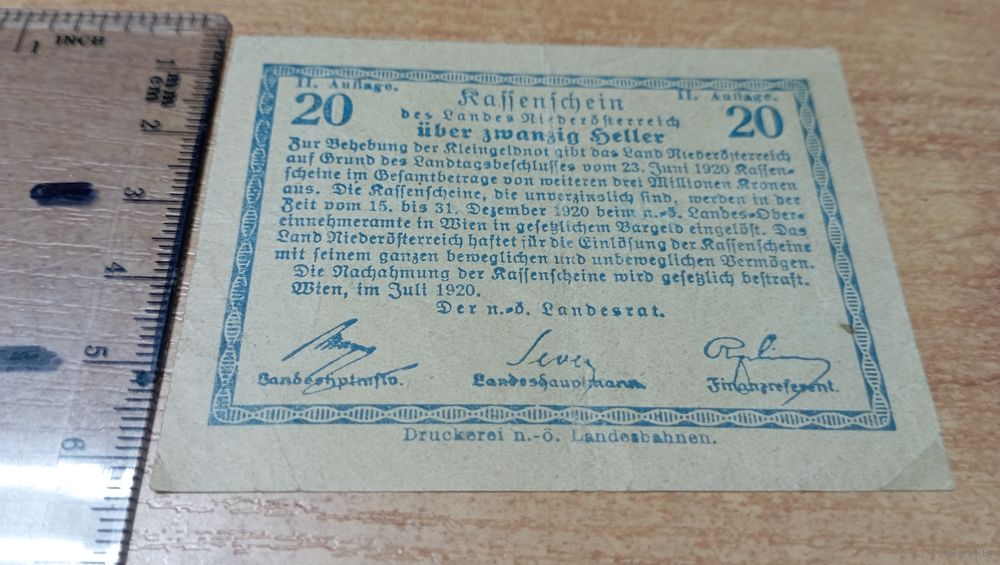 INCH
1
1 mm
cm
2
3
4
5
6
II. Auflage. II. Auflage.
20 Kassenschein 20
des Landes Niederösterreich
über zwanzig Heller
Zur Behebung der Kleingeldnot gibt das Land Niederösterreich
auf Grund des Landtagsbeschlusses vom 23. Juni 1920 Kassen-
scheine im Gesamtbetrage von weiteren drei Millionen Kronen
aus. Die Kassenscheine, die unverzinslich sind, werden in der
Zeit vom 15. bis 31. Dezember 1920 beim n.-ö. Landes-Ober-
einnehmeramte in Wien in gesetzlichem Bargeld eingelöst. Das
Land Niederösterreich haftet für die Einlösung der Kassenscheine
mit seinem ganzen beweglichen und unbeweglichen Vermögen.
Die Nachahmung der Kassenscheine wird gesetzlich bestraft.
Wien, im Juli 1920.
Der n.-ö. Landesrat.
Sever
Landeshptmstv. Landeshauptmann Finanzreferent.
Druckerei n.-ö. Landesbahnen.